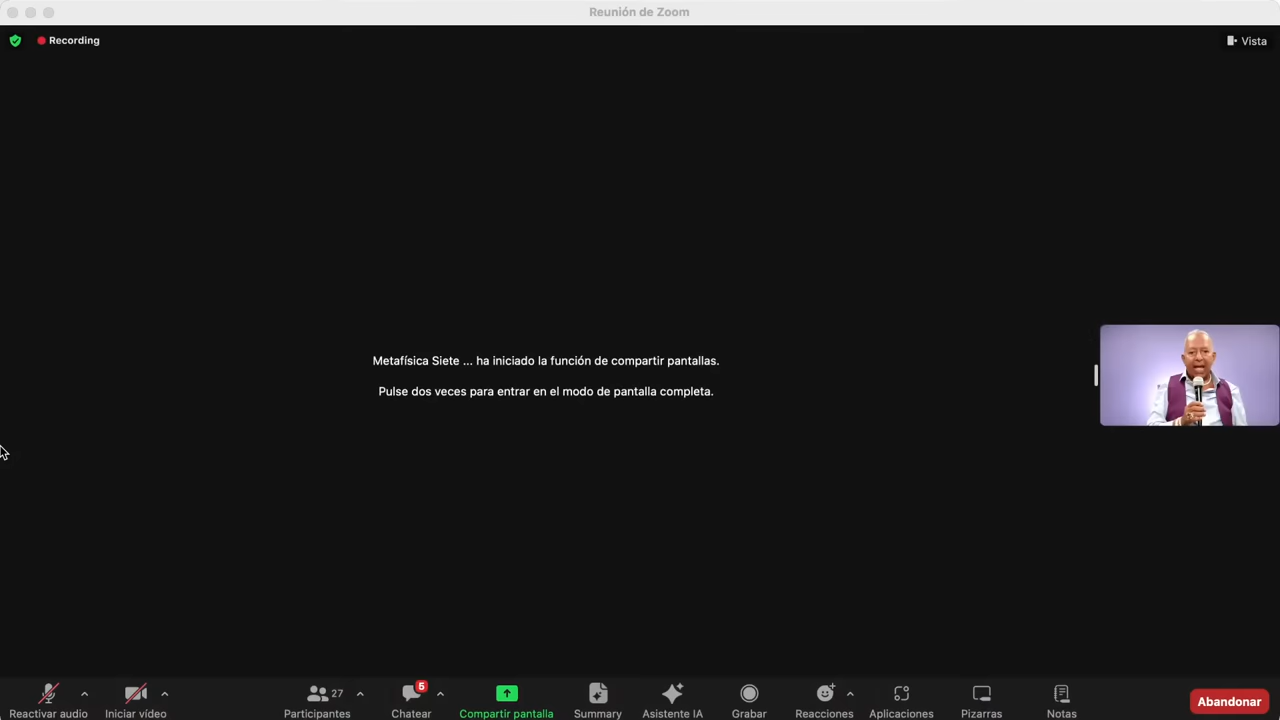 Reunión de Zoom
Recording
Vista
Metafísica Siete ... ha iniciado la función de compartir pantallas.
Pulse dos veces para entrar en el modo de pantalla completa.
27
5
Reactivar audio
Iniciar vídeo
Participantes
Chatear
Compartir pantalla
Summary
Asistente IA
Grabar
Reacciones
Aplicaciones
Pizarras
Notas
Abandonar